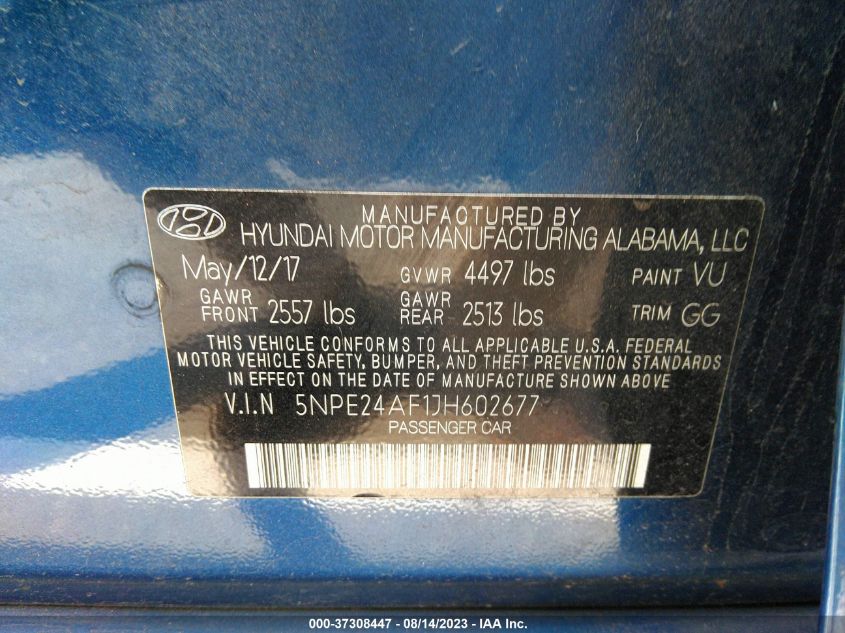 MANUFACTURED BY
HYUNDAI MOTOR MANUFACTURING ALABAMA, LLC
May/12/17 GVWR 4497 lbs PAINT VU
GAWR FRONT 2557 lbs GAWR REAR 2513 lbs TRIM GG
THIS VEHICLE CONFORMS TO ALL APPLICABLE U.S.A. FEDERAL
MOTOR VEHICLE SAFETY, BUMPER, AND THEFT PREVENTION STANDARDS
IN EFFECT ON THE DATE OF MANUFACTURE SHOWN ABOVE.
V.I.N 5NPE24AF1JH602677
PASSENGER CAR
000-37308447 - 08/14/2023 - IAA Inc.